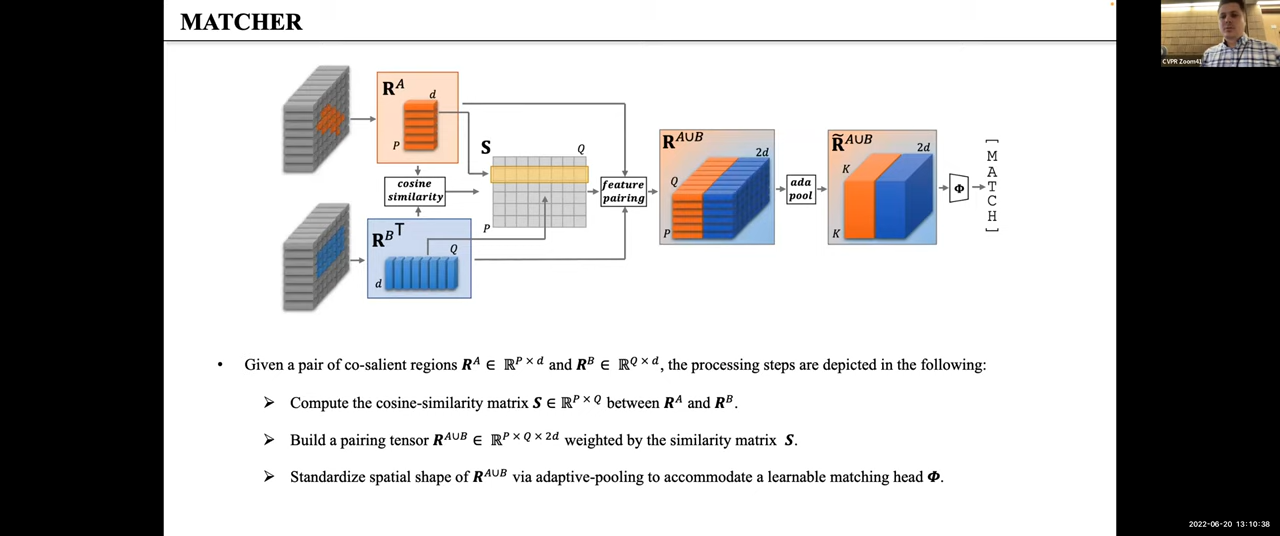 MATCHER
CVPR Zoom41
R^A
d
P
cosine
similarity
R^B^T
Q
d
S
Q
P
feature
pairing
R^{A∪B}
2d
Q
P
ada
pool
R̃^{A∪B}
2d
K
K
Φ
[MATCH]
• Given a pair of co-salient regions R^A ∈ ℝ^{P × d} and R^B ∈ ℝ^{Q × d}, the processing steps are depicted in the following:
➢ Compute the cosine-similarity matrix S ∈ ℝ^{P × Q} between R^A and R^B.
➢ Build a pairing tensor R^{A∪B} ∈ ℝ^{P × Q × 2d} weighted by the similarity matrix S.
➢ Standardize spatial shape of R^{A∪B} via adaptive-pooling to accommodate a learnable matching head Φ.
2022-06-20 13:10:38